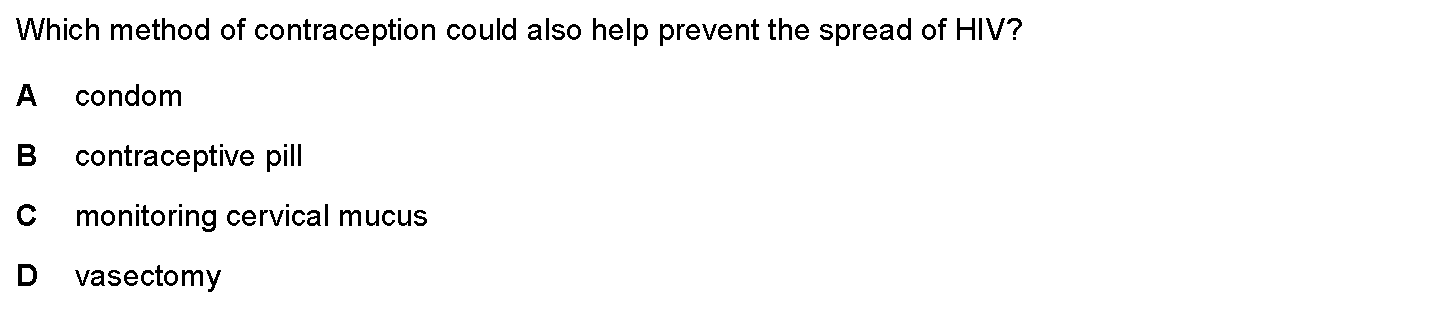 Which method of contraception could also help prevent the spread of HIV?
A condom
B contraceptive pill
C monitoring cervical mucus
D vasectomy